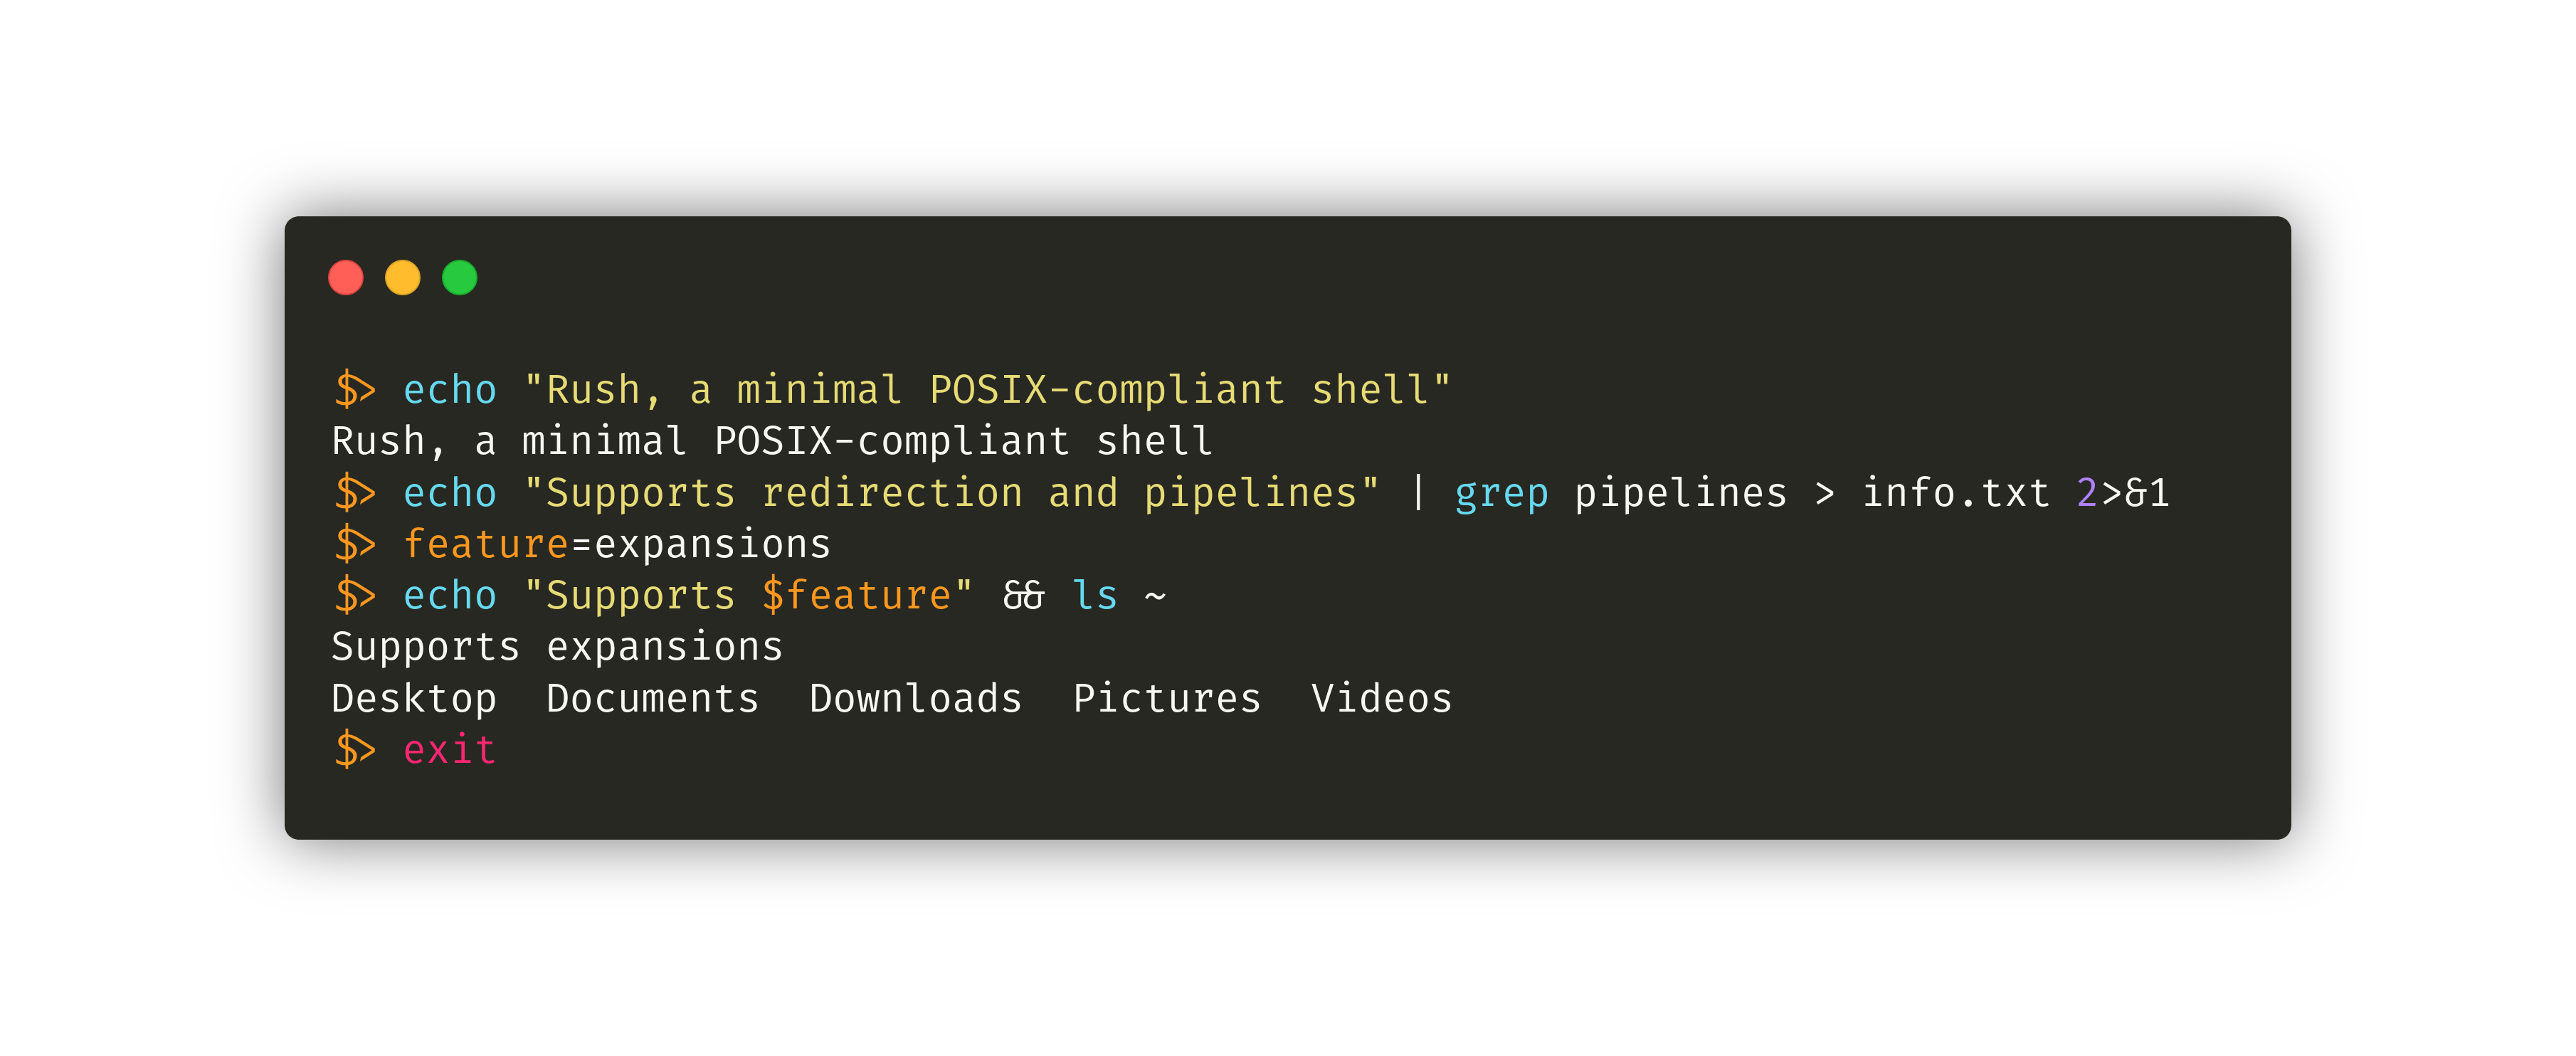 $> echo "Rush, a minimal POSIX-compliant shell"
Rush, a minimal POSIX-compliant shell
$> echo "Supports redirection and pipelines" | grep pipelines > info.txt 2>&1
$> feature=expansions
$> echo "Supports $feature" && ls ~
Supports expansions
Desktop  Documents  Downloads  Pictures  Videos
$> exit